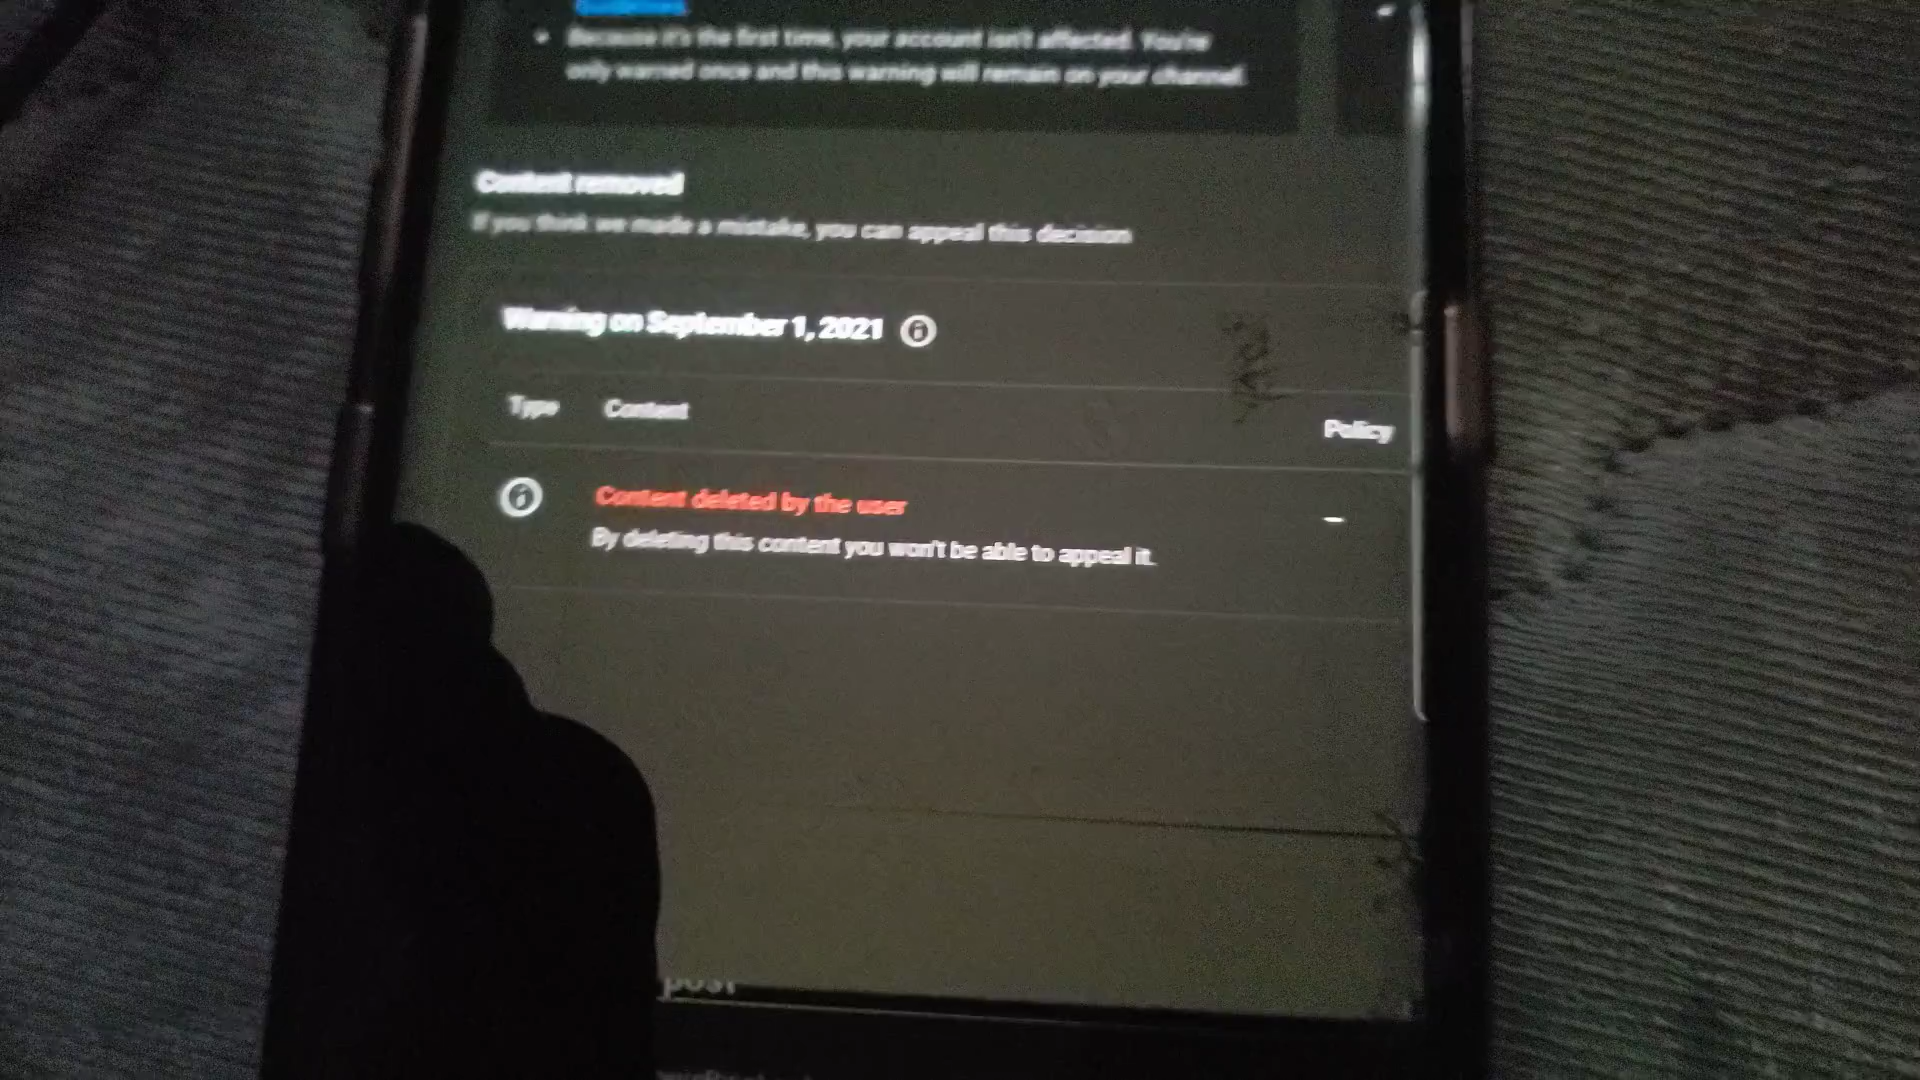 Because it's the first time, your account isn't affected. You're
only warned once and this warning will remain on your channel.
Content removed
If you think we made a mistake, you can appeal this decision
Warning on September 1, 2021
Type Content Policy
Content deleted by the user –
By deleting this content you won't be able to appeal it.
post